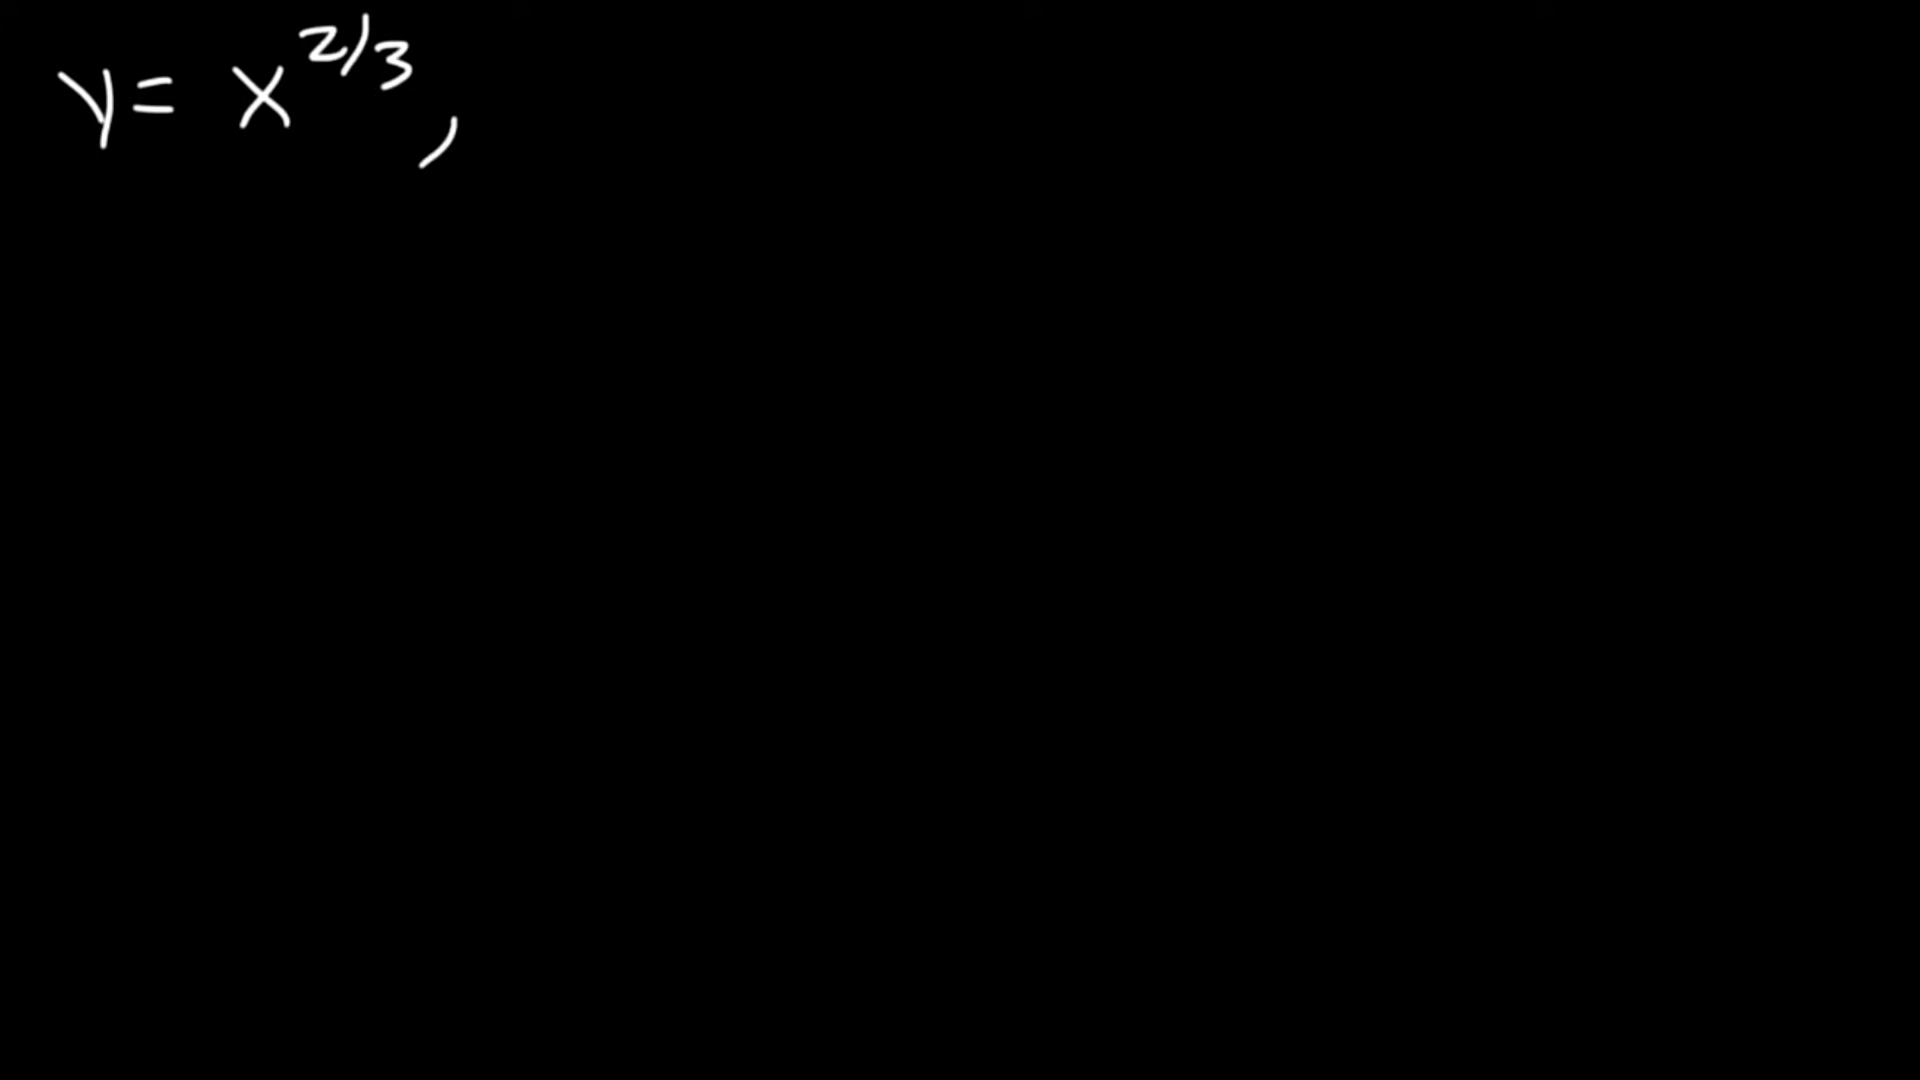 y = x^{2/3},